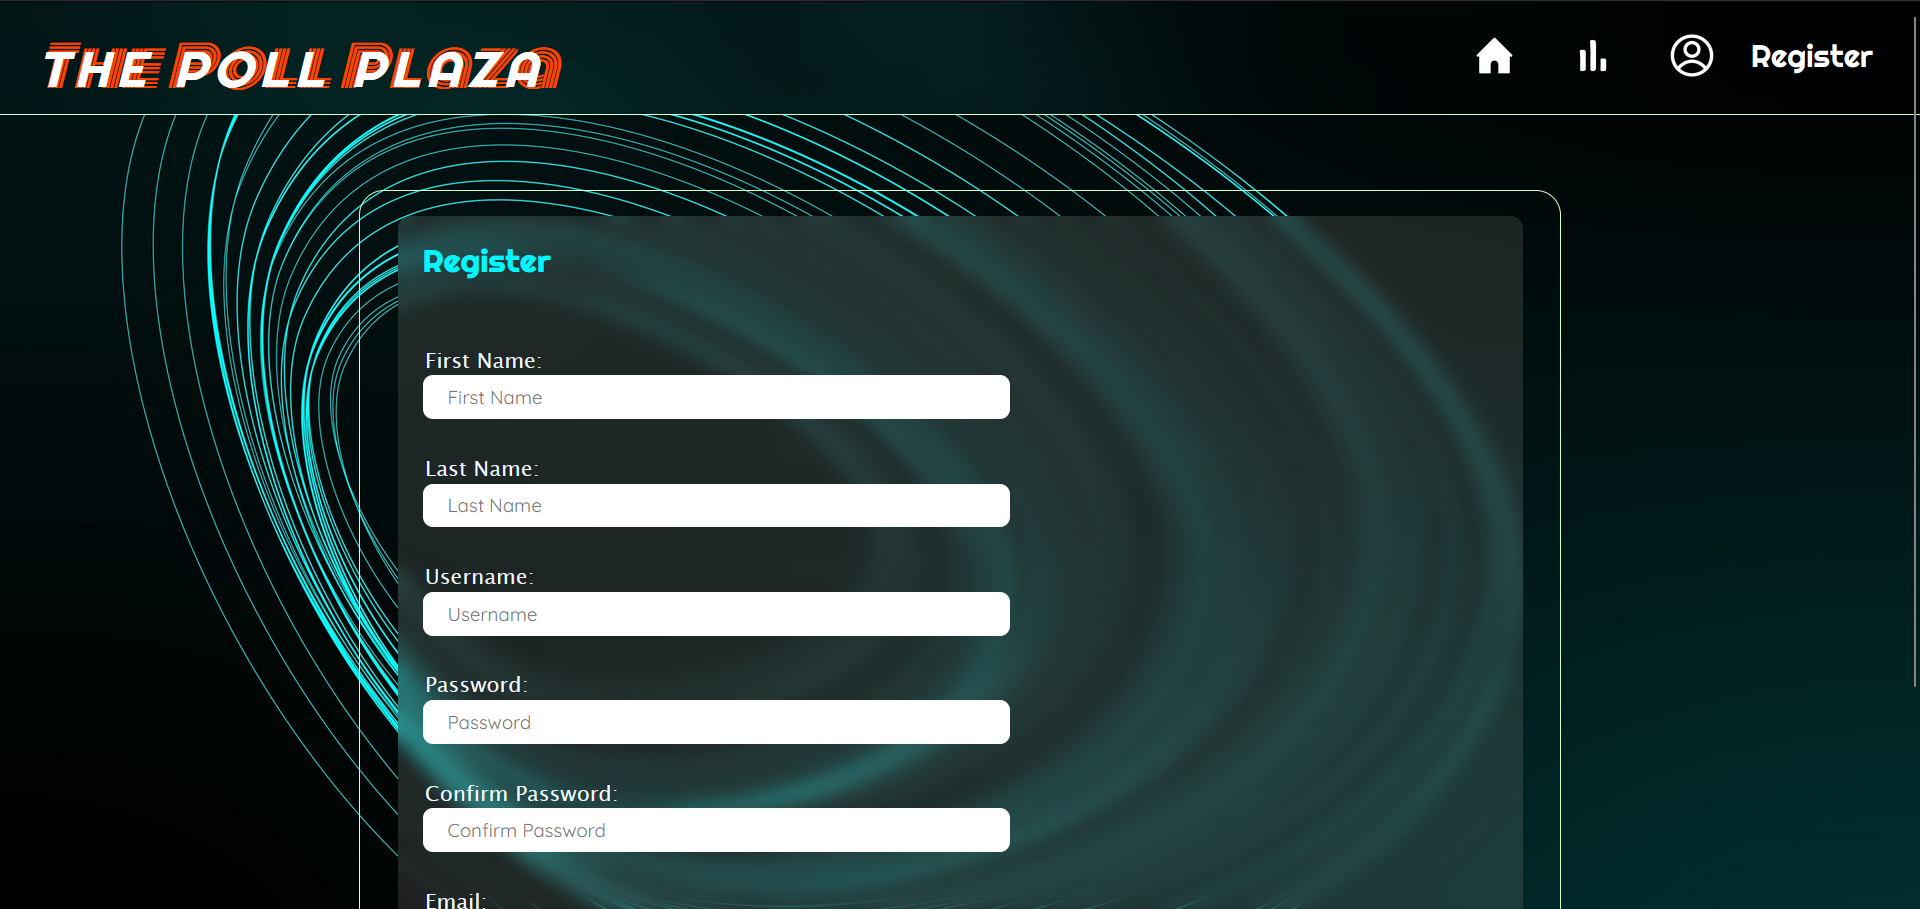 THE POLL PLAZA
Register
Register
First Name:
First Name
Last Name:
Last Name
Username:
Username
Password:
Password
Confirm Password:
Confirm Password
Email: